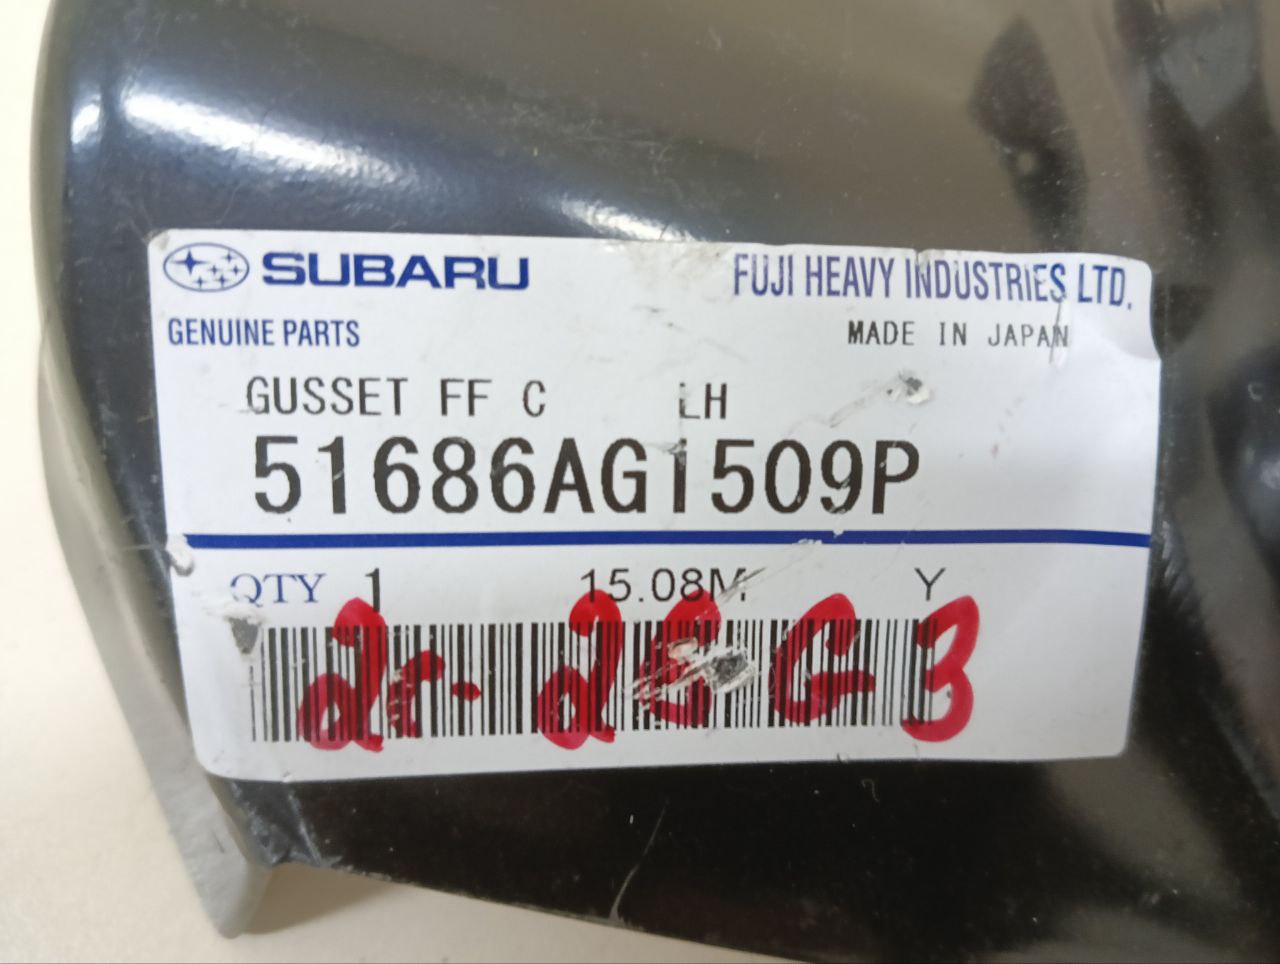 SUBARU FUJI HEAVY INDUSTRIES LTD.
GENUINE PARTS MADE IN JAPAN
GUSSET FF C LH
51686AG1509P
QTY 1 15.08M Y